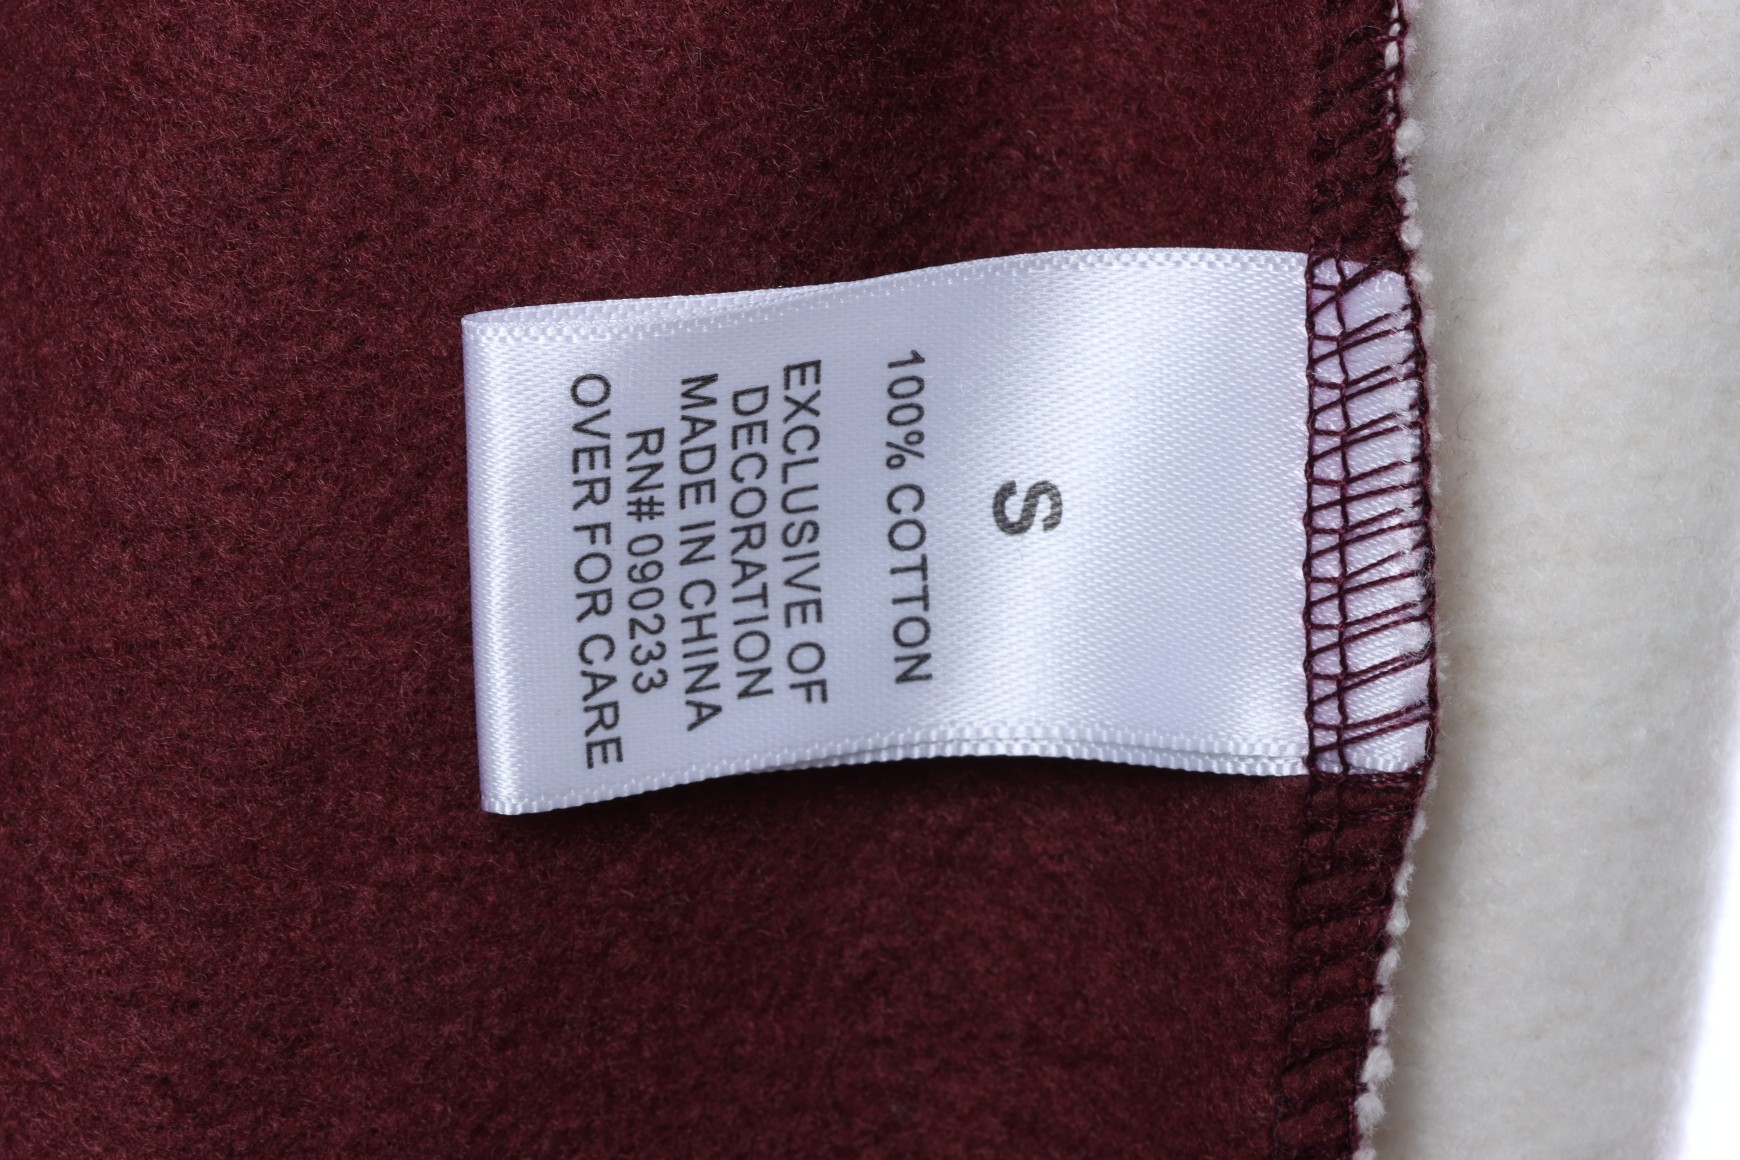 S
100% COTTON
EXCLUSIVE OF
DECORATION
MADE IN CHINA
RN# 090233
OVER FOR CARE